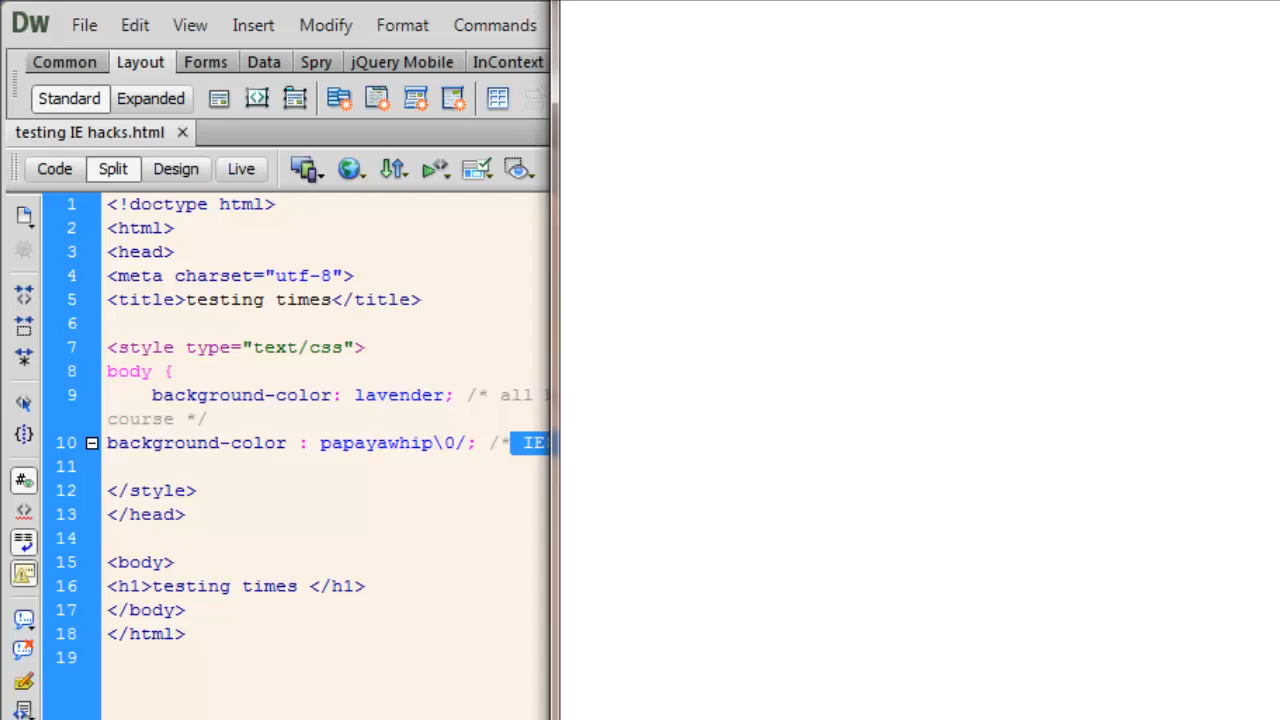 Dw File Edit View Insert Modify Format Commands
Common Layout Forms Data Spry jQuery Mobile InContext
Standard Expanded
testing IE hacks.html
Code Split Design Live
1 <!doctype html>
2 <html>
3 <head>
4 <meta charset="utf-8">
5 <title>testing times</title>
6
7 <style type="text/css">
8 body {
9 background-color: lavender; /* all
course */
10 background-color : papayawhip\0/; /* IE
11
12 </style>
13 </head>
14
15 <body>
16 <h1>testing times </h1>
17 </body>
18 </html>
19